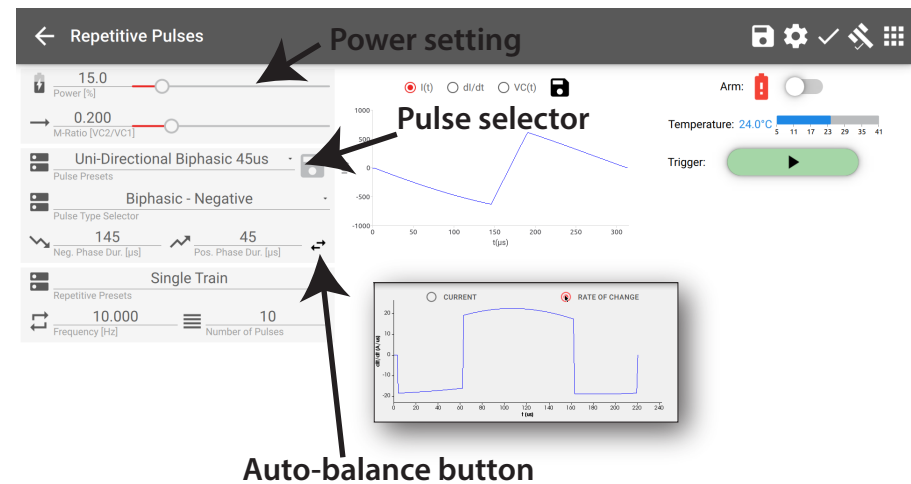 Repetitive Pulses
Power setting
15.0
Power [%]
0.200
M-Ratio [VC2/VC1]
Uni-Directional Biphasic 45us
Pulse Presets
Biphasic - Negative
Pulse Type Selector
145
45
Neg. Phase Dur. [µs]
Pos. Phase Dur. [µs]
Single Train
Repetitive Presets
10.000
10
Frequency [Hz]
Number of Pulses
I(t) dI/dt VC(t)
Pulse selector
1000
500
0
-500
-1000
0 50 100 150 200 250 300
t(µs)
Arm:
Temperature: 24.0°C
5 11 17 23 29 35 41
Trigger:
CURRENT RATE OF CHANGE
20
10
0
-10
-20
0 20 40 60 80 100 120 140 160 180 200 220 240
t (us)
Auto-balance button